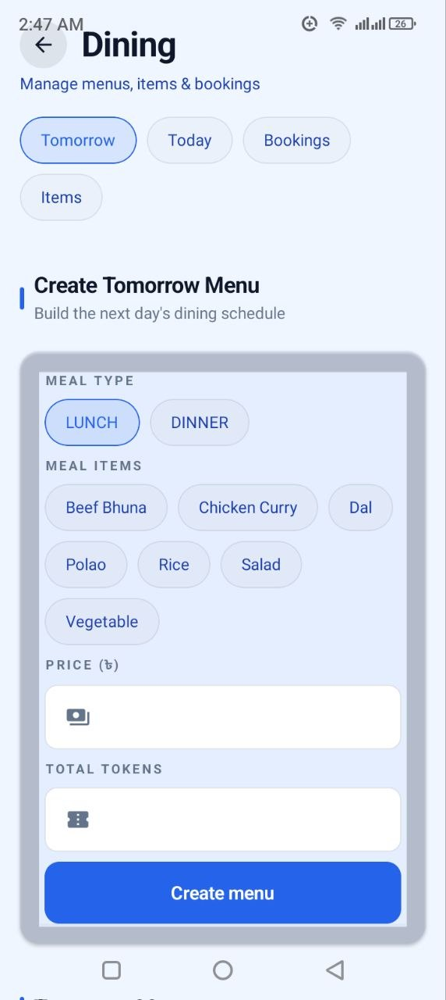 2:47 AM
26
Dining
Manage menus, items & bookings
Tomorrow Today Bookings
Items
Create Tomorrow Menu
Build the next day's dining schedule
MEAL TYPE
LUNCH DINNER
MEAL ITEMS
Beef Bhuna Chicken Curry Dal
Polao Rice Salad
Vegetable
PRICE (৳)
TOTAL TOKENS
Create menu